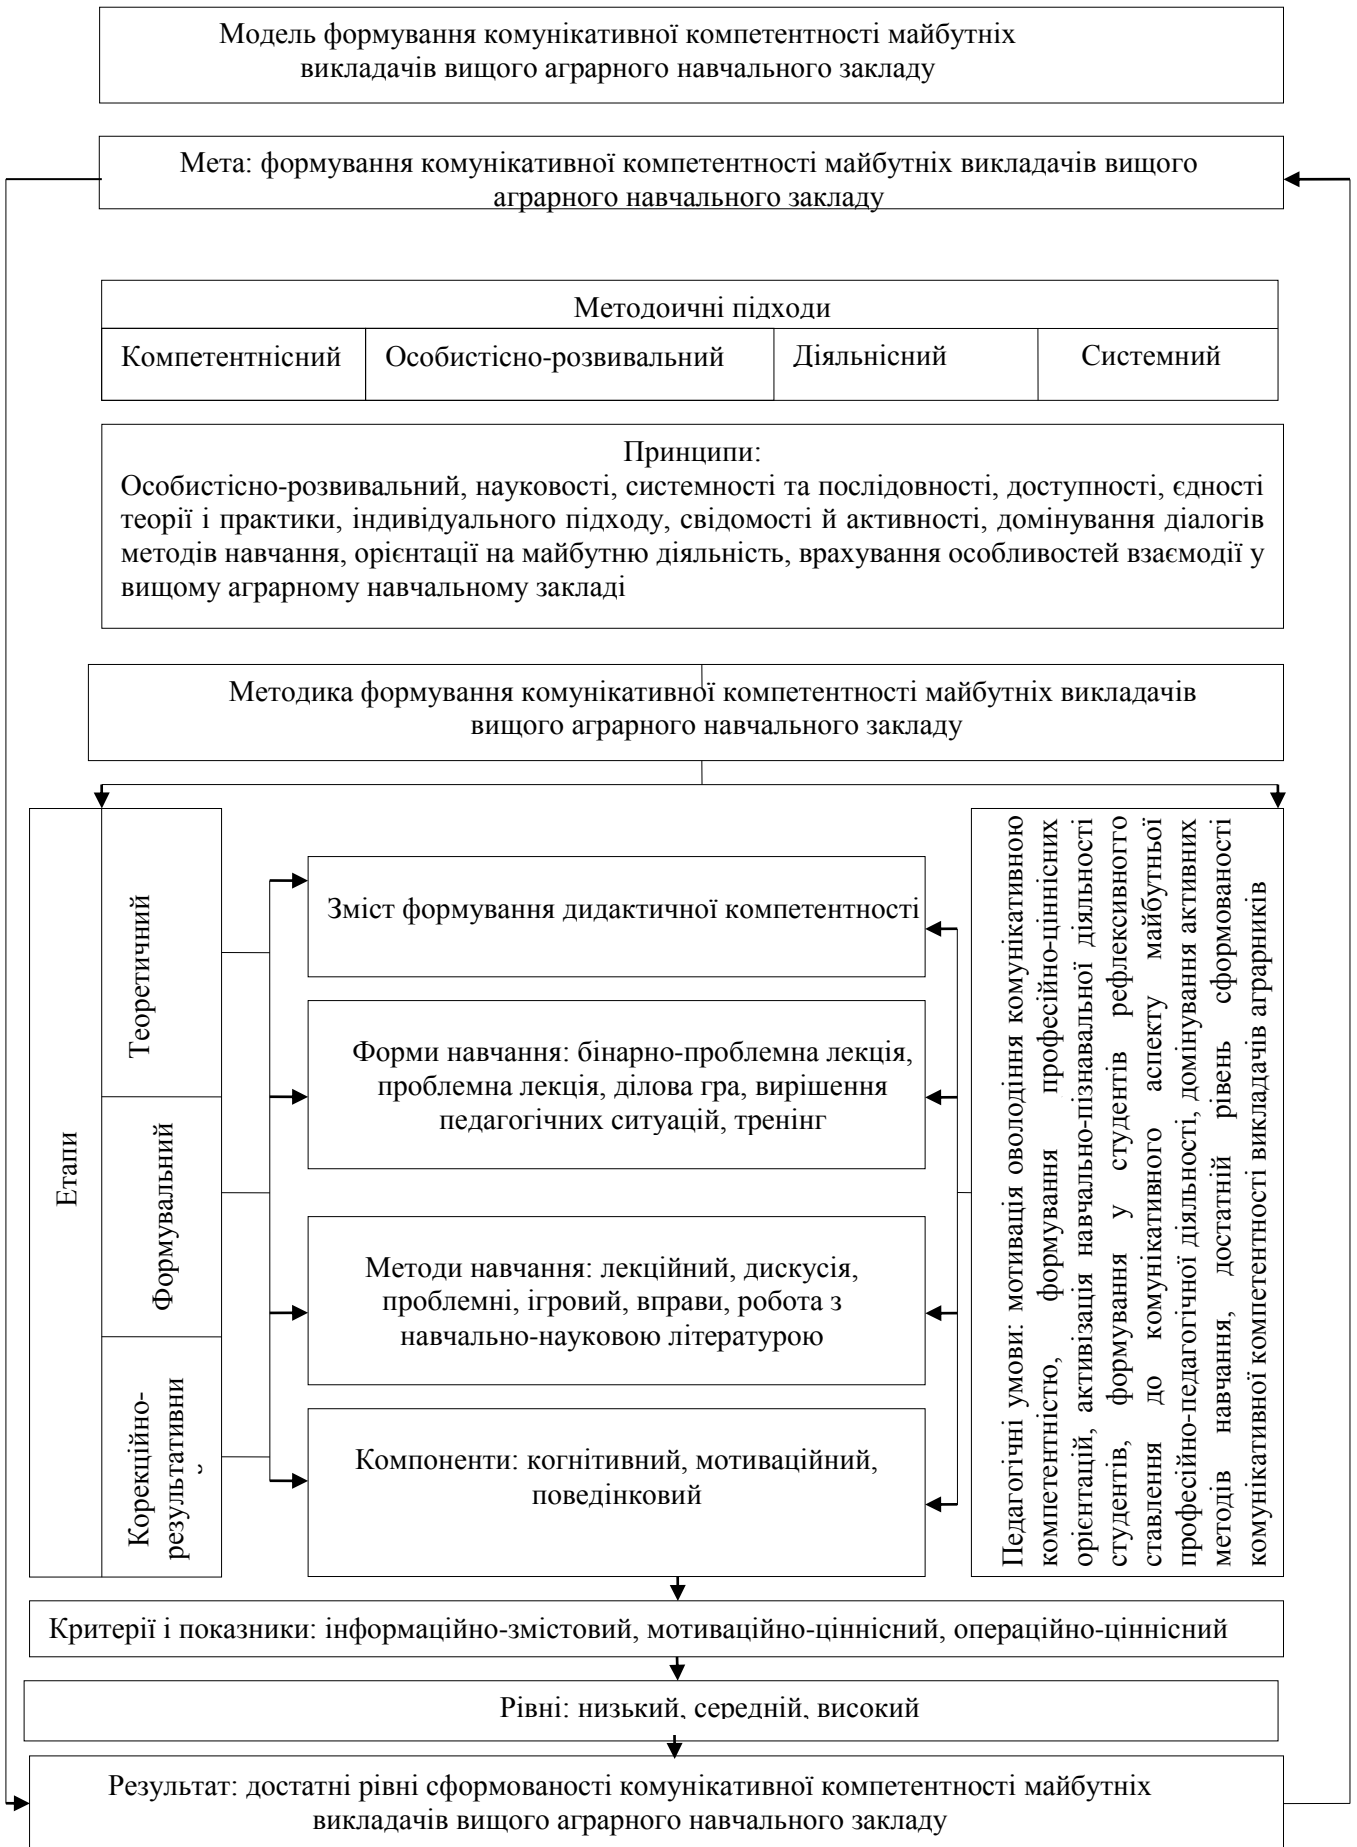 Модель формування комунікативної компетентності майбутніх
викладачів вищого аграрного навчального закладу
Мета: формування комунікативної компетентності майбутніх викладачів вищого
аграрного навчального закладу
Методоичні підходи
Компетентнісний
Особистісно-розвивальний
Діяльнісний
Системний
Принципи:
Особистісно-розвивальний, науковості, системності та послідовності, доступності, єдності
теорії і практики, індивідуального підходу, свідомості й активності, домінування діалогів
методів навчання, орієнтації на майбутню діяльність, врахування особливостей взаємодії у
вищому аграрному навчальному закладі
Методика формування комунікативної компетентності майбутніх викладачів
вищого аграрного навчального закладу
Етапи
Теоретичний
Формувальний
Корекційно-
результативни
Зміст формування дидактичної компетентності
Форми навчання: бінарно-проблемна лекція,
проблемна лекція, ділова гра, вирішення
педагогічних ситуацій, тренінг
Методи навчання: лекційний, дискусія,
проблемні, ігровий, вправи, робота з
навчально-науковою літературою
Компоненти: когнітивний, мотиваційний,
поведінковий
Педагогічні умови: мотивація оволодіння комунікативною
компетентністю, формування професійно-ціннісних
орієнтацій, активізація навчально-пізнавальної діяльності
студентів, формування у студентів рефлексивного
ставлення до комунікативного аспекту майбутньої
професійно-педагогічної діяльності, домінування активних
методів навчання, достатній рівень сформованості
комунікативної компетентності викладачів аграрників
Критерії і показники: інформаційно-змістовий, мотиваційно-ціннісний, операційно-ціннісний
Рівні: низький, середній, високий
Результат: достатні рівні сформованості комунікативної компетентності майбутніх
викладачів вищого аграрного навчального закладу